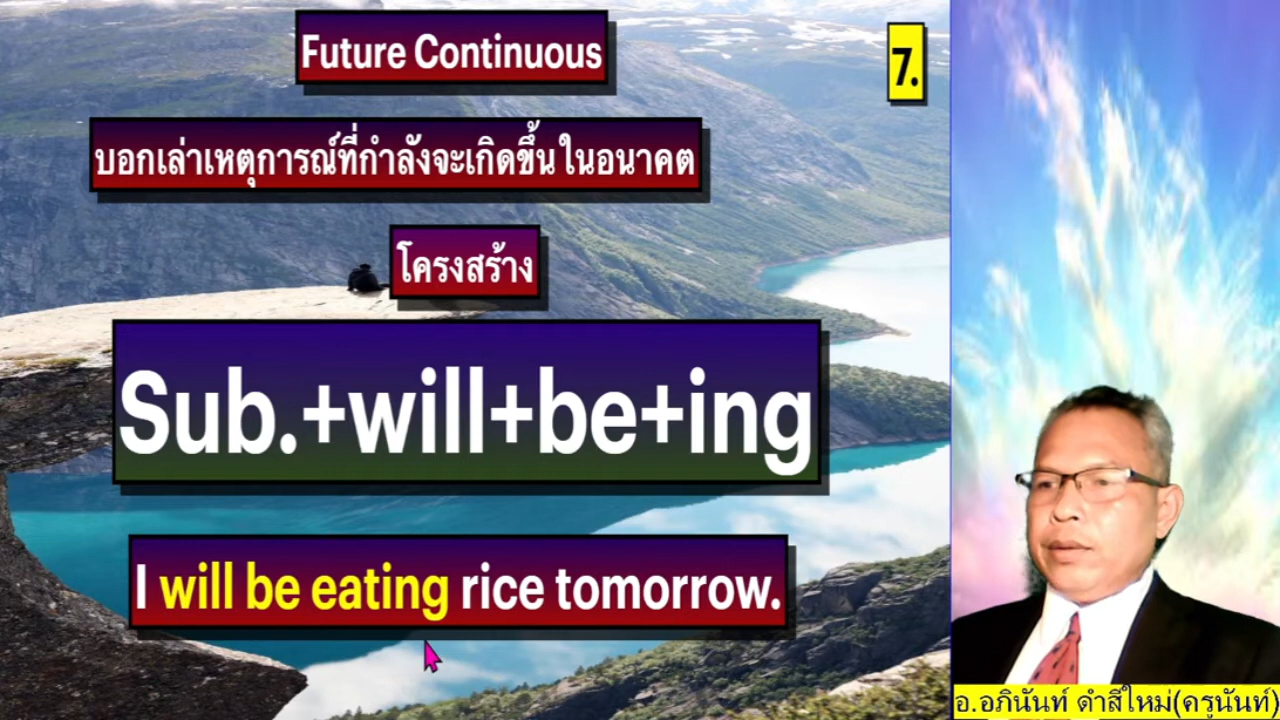 Future Continuous
7.
บอกเล่าเหตุการณ์ที่กำลังจะเกิดขึ้นในอนาคต
โครงสร้าง
Sub.+will+be+ing
I will be eating rice tomorrow.
อ.อภินันท์ ดำสีใหม่(ครูนันท์)